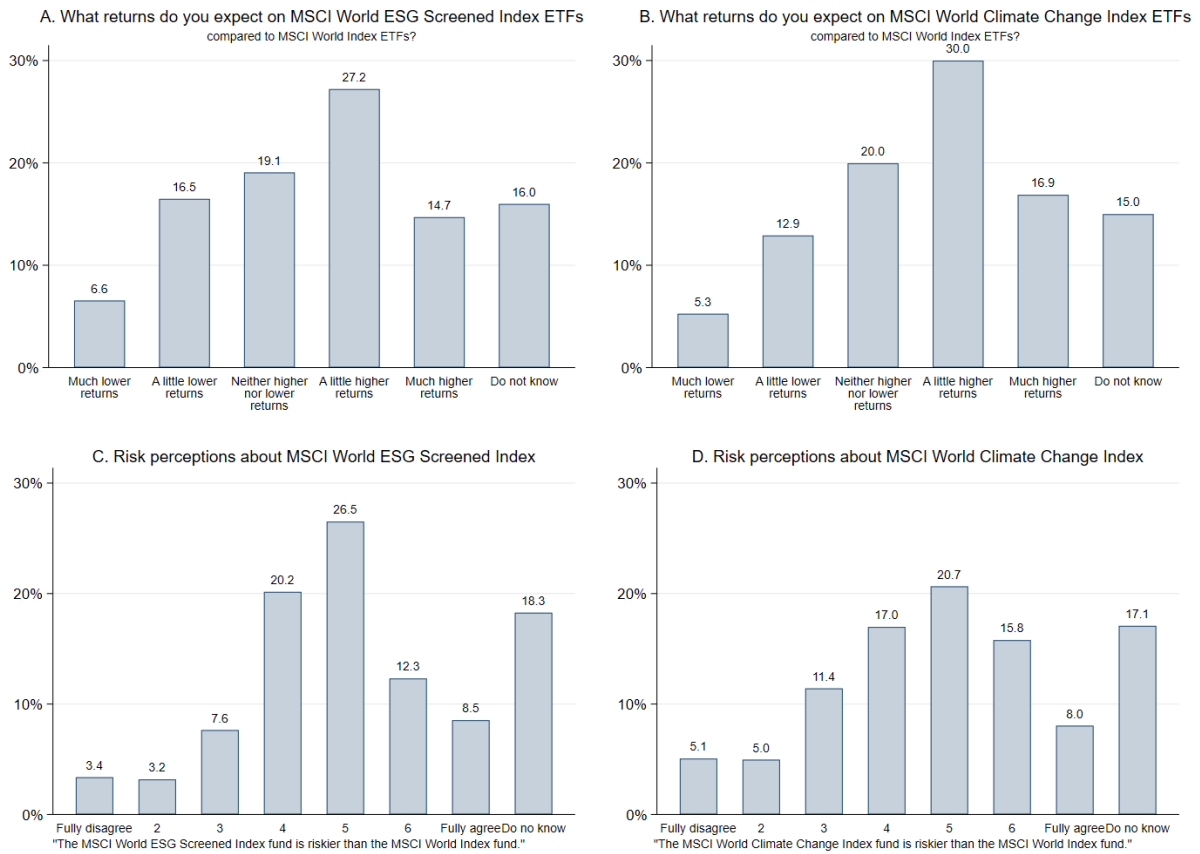 A. What returns do you expect on MSCI World ESG Screened Index ETFs
compared to MSCI World Index ETFs?
30%
20%
10%
0%
6.6
16.5
19.1
27.2
14.7
16.0
Much lower returns
A little lower returns
Neither higher nor lower returns
A little higher returns
Much higher returns
Do not know
B. What returns do you expect on MSCI World Climate Change Index ETFs
compared to MSCI World Index ETFs?
30%
20%
10%
0%
5.3
12.9
20.0
30.0
16.9
15.0
Much lower returns
A little lower returns
Neither higher nor lower returns
A little higher returns
Much higher returns
Do not know
C. Risk perceptions about MSCI World ESG Screened Index
30%
20%
10%
0%
3.4
3.2
7.6
20.2
26.5
12.3
8.5
18.3
Fully disagree
2
3
4
5
6
Fully agree
Do no know
"The MSCI World ESG Screened Index fund is riskier than the MSCI World Index fund."
D. Risk perceptions about MSCI World Climate Change Index
30%
20%
10%
0%
5.1
5.0
11.4
17.0
20.7
15.8
8.0
17.1
Fully disagree
2
3
4
5
6
Fully agree
Do no know
"The MSCI World Climate Change Index fund is riskier than the MSCI World Index fund."